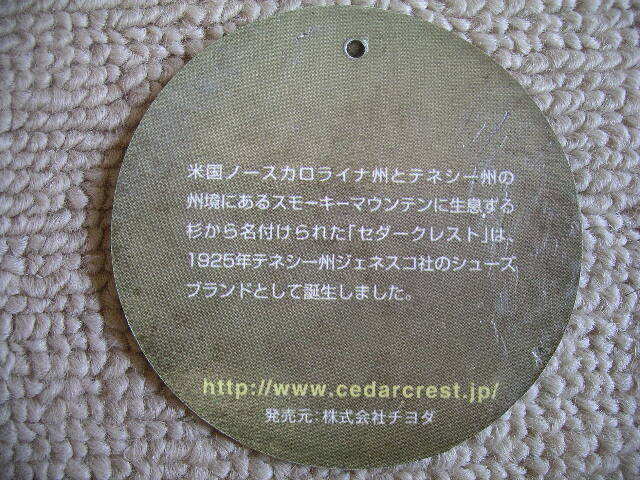 米国ノースカロライナ州とテネシー州の
州境にあるスモーキーマウンテンに生息する
杉から名付けられた「セダークレスト」は、
1925年テネシー州ジェネスコ社のシューズ
ブランドとして誕生しました。
http://www.cedarcrest.jp/
発売元:株式会社チヨダ